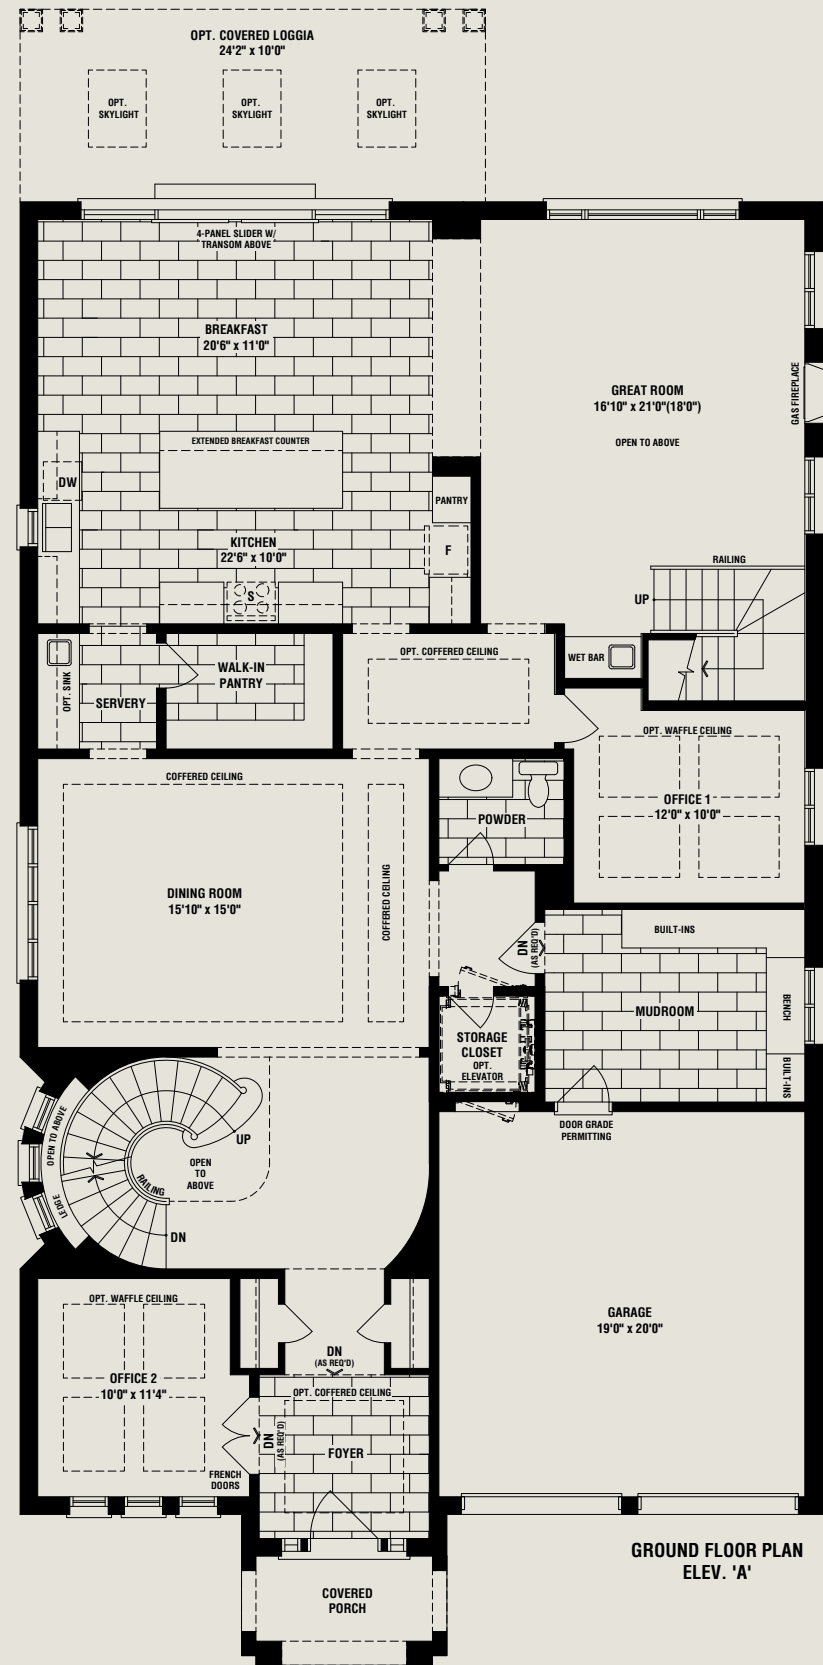 OPT. COVERED LOGGIA
24'2" x 10'0"
OPT.
SKYLIGHT
OPT.
SKYLIGHT
OPT.
SKYLIGHT
4-PANEL SLIDER W/
TRANSOM ABOVE
BREAKFAST
20'6" x 11'0"
GREAT ROOM
16'10" x 21'0"(18'0")
OPEN TO ABOVE
GAS FIREPLACE
EXTENDED BREAKFAST COUNTER
DW
PANTRY
KITCHEN
22'6" x 10'0"
F
S
RAILING
UP
OPT. SINK
SERVERY
WALK-IN
PANTRY
OPT. COFFERED CEILING
WET BAR
OPT. WAFFLE CEILING
OFFICE 1
12'0" x 10'0"
COFFERED CEILING
POWDER
DINING ROOM
15'10" x 15'0"
COFFERED CEILING
DN
(AS REQ'D)
BUILT-INS
MUDROOM
BENCH
BUILT-INS
STORAGE
CLOSET
OPT.
ELEVATOR
DOOR GRADE
PERMITTING
OPEN TO ABOVE
LEDGE
UP
OPEN
TO
ABOVE
RAILING
DN
OPT. WAFFLE CEILING
OFFICE 2
10'0" x 11'4"
FRENCH
DOORS
DN
(AS REQ'D)
OPT. COFFERED CEILING
DN
(AS REQ'D)
FOYER
GARAGE
19'0" x 20'0"
COVERED
PORCH
GROUND FLOOR PLAN
ELEV. 'A'